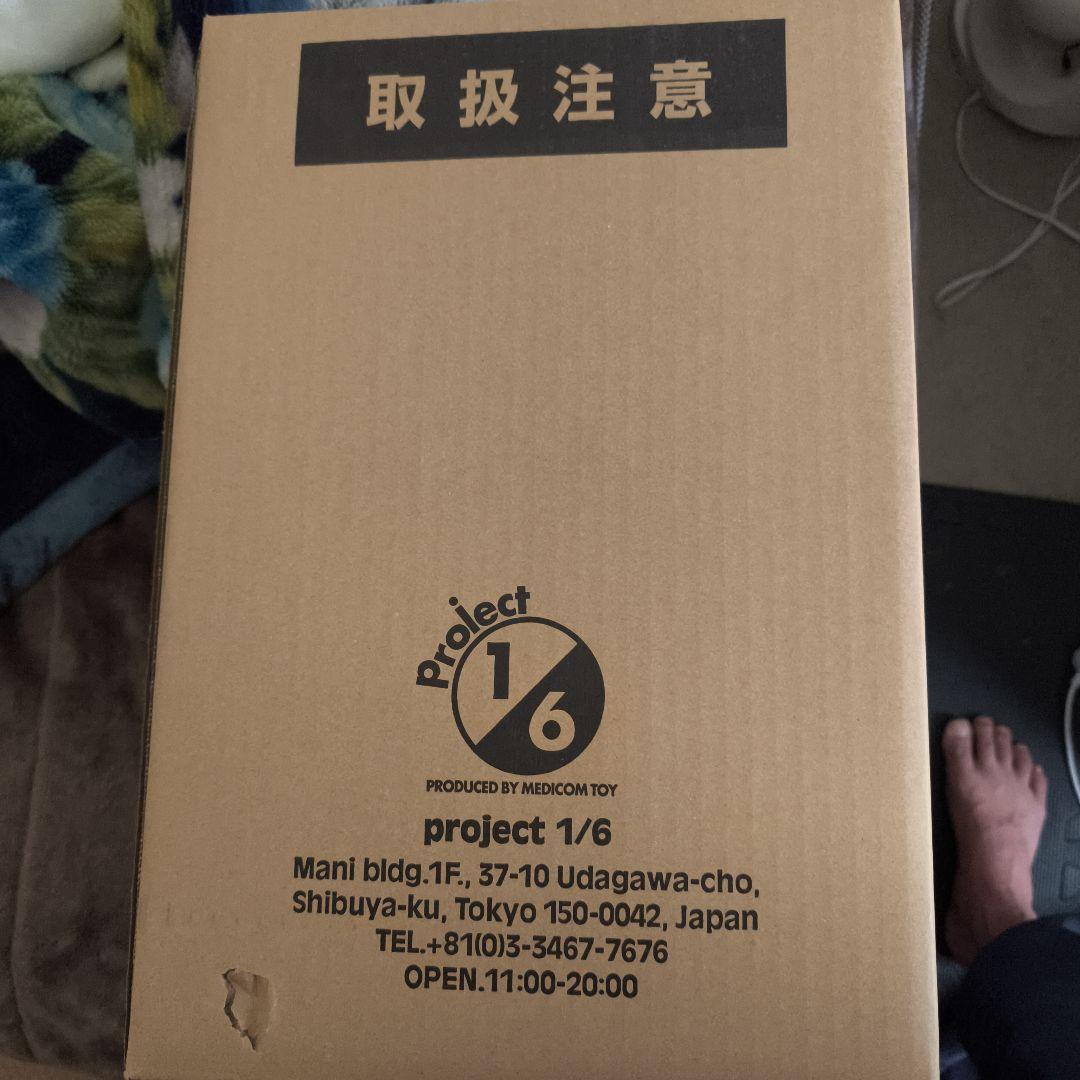 取扱注意
project
1/6
PRODUCED BY MEDICOM TOY
project 1/6
Mani bldg.1F., 37-10 Udagawa-cho,
Shibuya-ku, Tokyo 150-0042, Japan
TEL.+81(0)3-3467-7676
OPEN.11:00-20:00